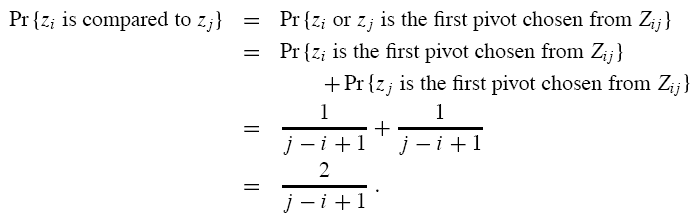 Pr {z_i is compared to z_j} = Pr {z_i or z_j is the first pivot chosen from Z_ij}
= Pr {z_i is the first pivot chosen from Z_ij}
+ Pr {z_j is the first pivot chosen from Z_ij}
= 1/(j − i + 1) + 1/(j − i + 1)
= 2/(j − i + 1) .